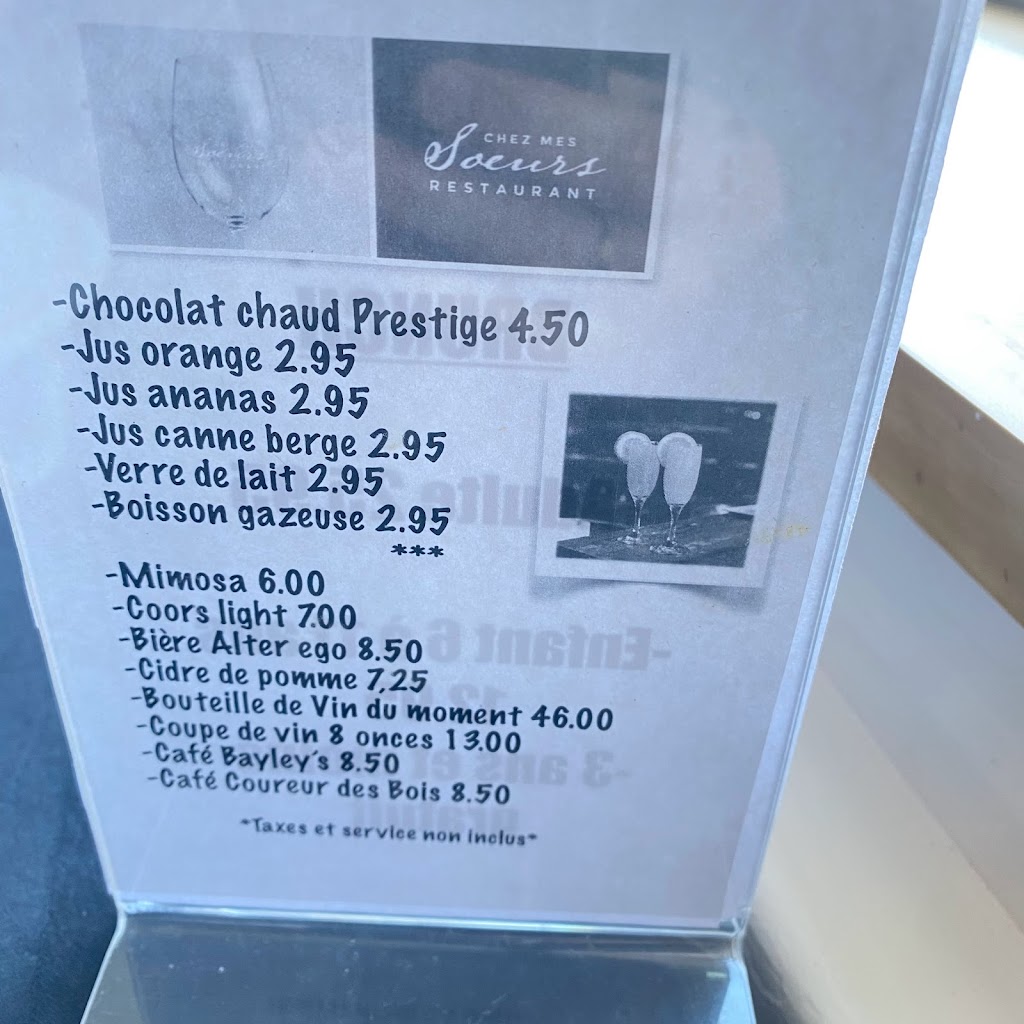 CHEZ MES
Soeurs
RESTAURANT
-Chocolat chaud Prestige 4.50
-Jus orange 2.95
-Jus ananas 2.95
-Jus canne berge 2.95
-Verre de lait 2.95
-Boisson gazeuse 2.95
***
-Mimosa 6.00
-Coors light 7.00
-Bière Alter ego 8.50
-Cidre de pomme 7,25
-Bouteille de Vin du moment 46.00
-Coupe de vin 8 onces 13.00
-Café Bayley's 8.50
-Café Coureur des Bois 8.50
*Taxes et service non inclus*